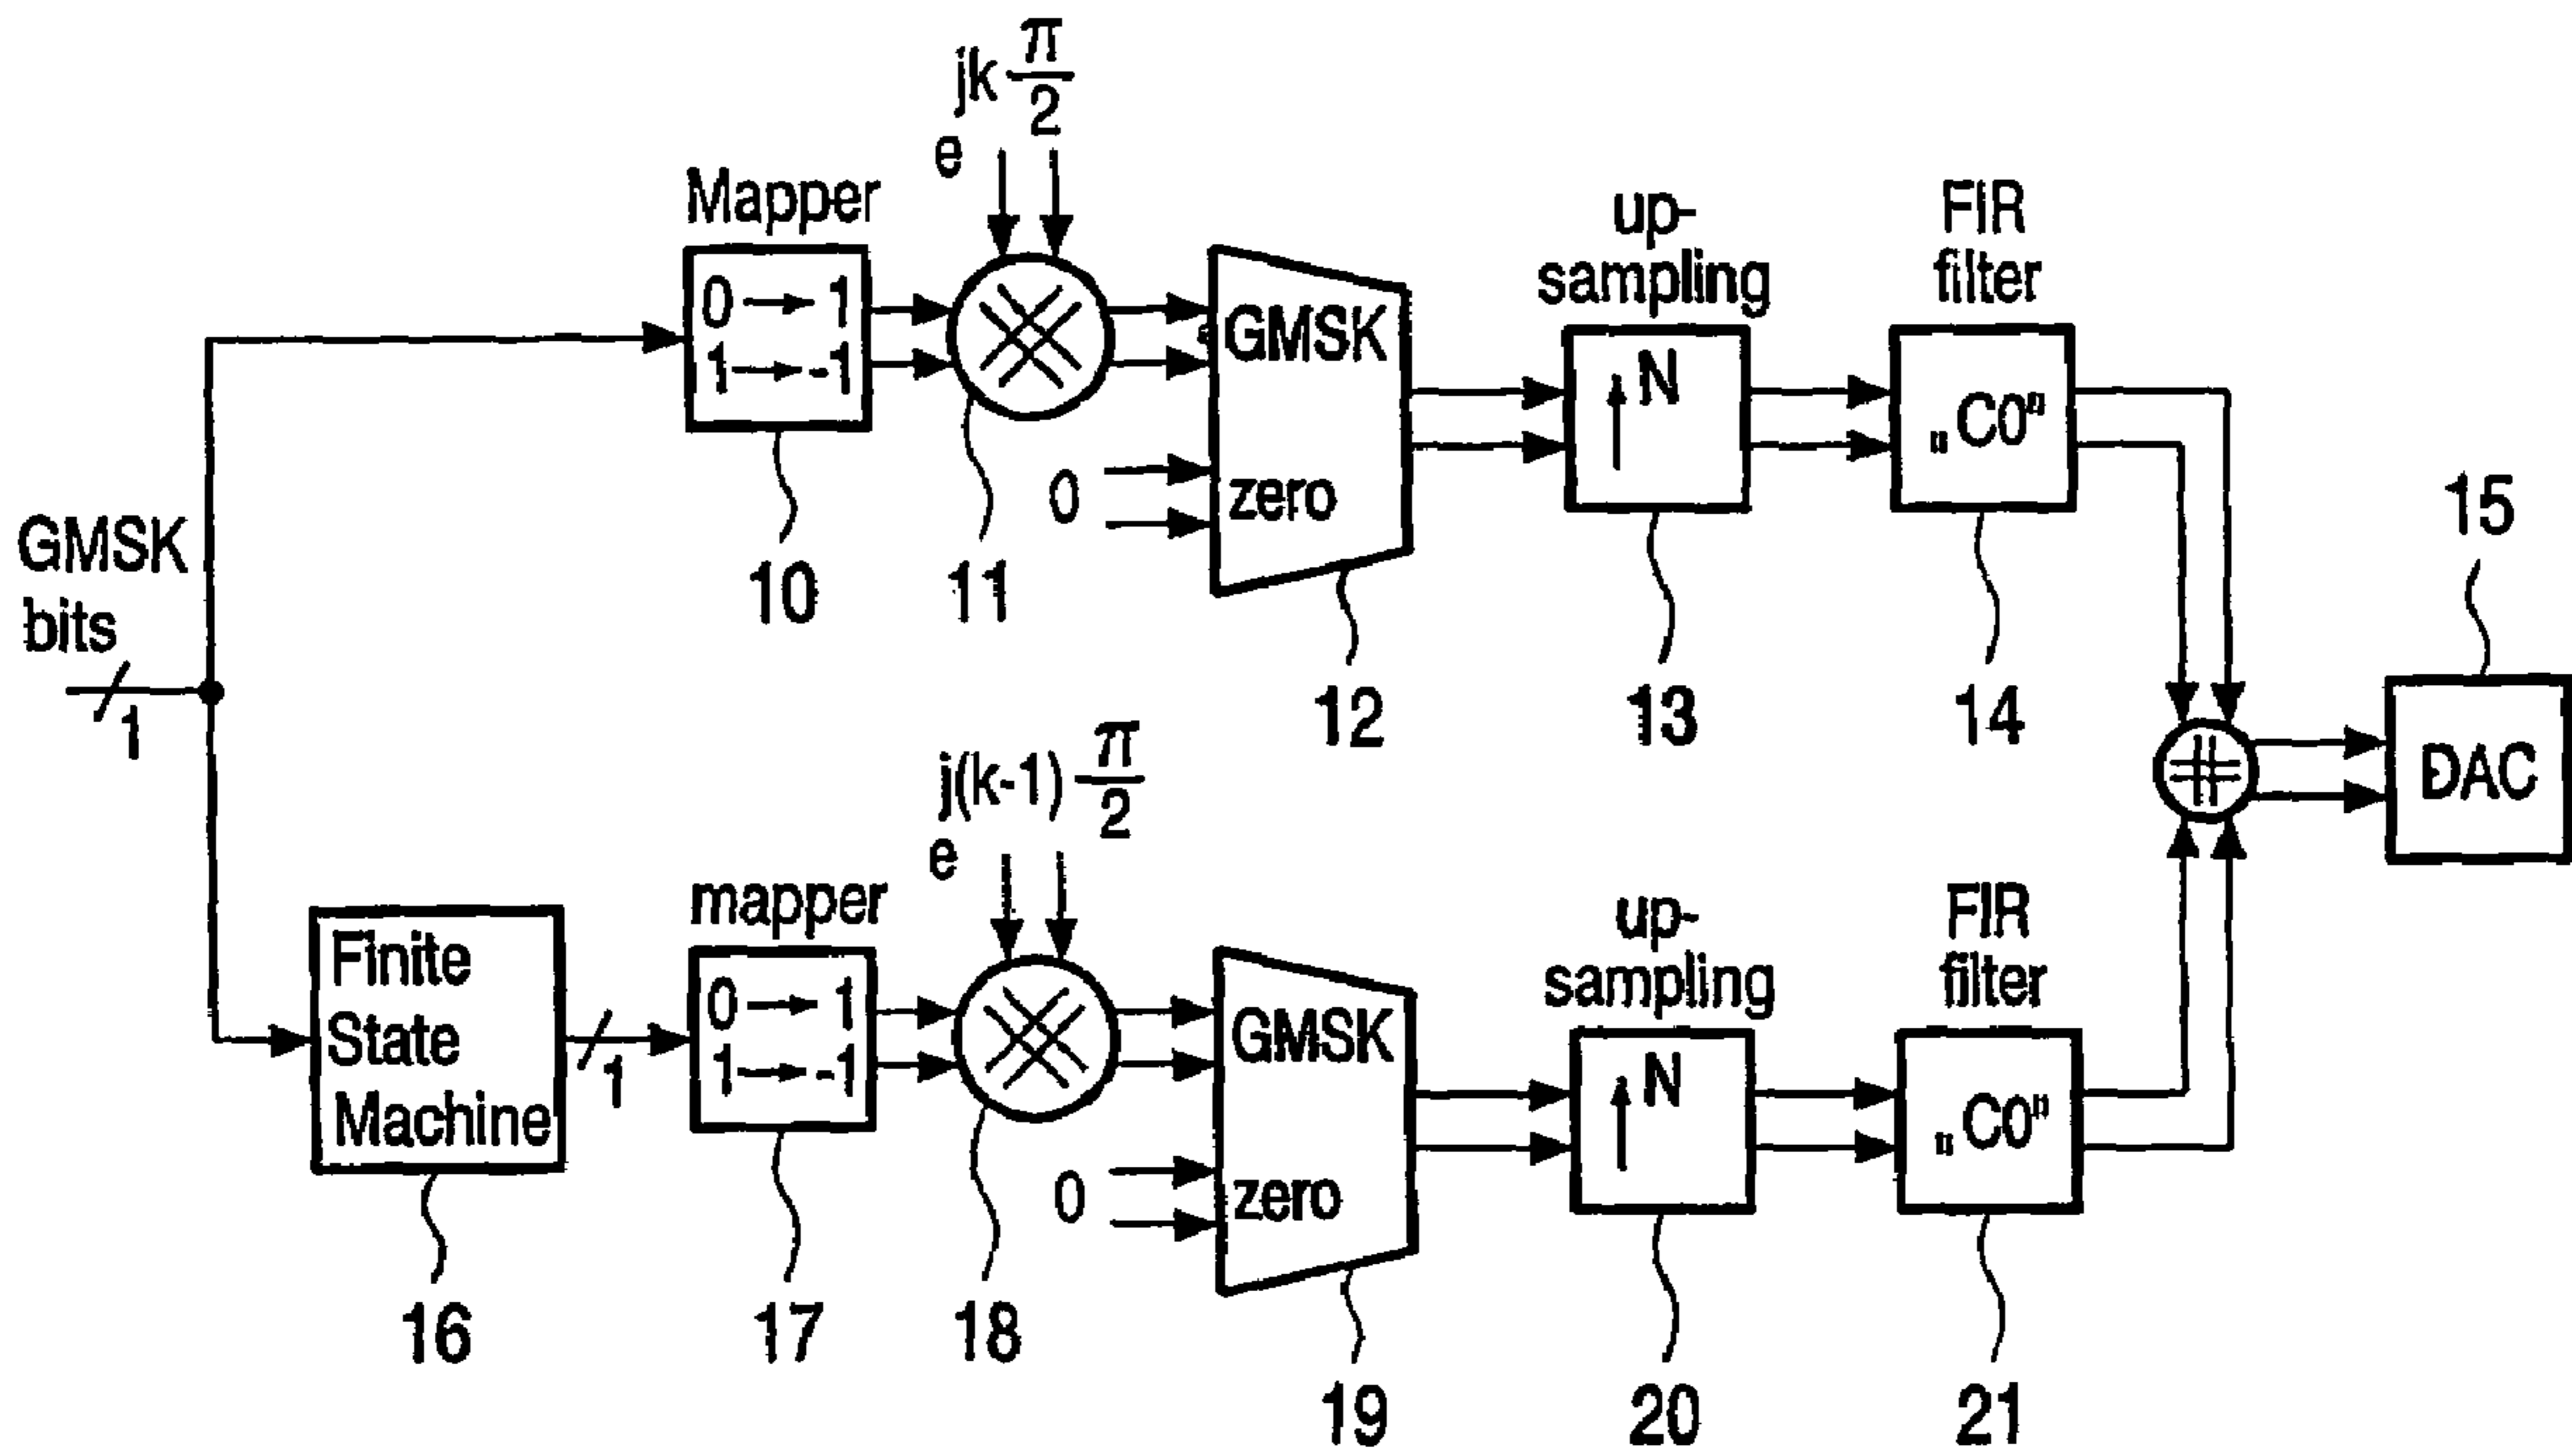 jk π/2
e
Mapper
0 → 1
1 → -1
GMSK
zero
0
up-
sampling
N
FIR
filter
„C0"
10
11
12
13
14
15
GMSK
bits
1
DAC
j(k-1) π/2
e
Finite
State
Machine
1
mapper
0 → 1
1 → -1
GMSK
zero
0
up-
sampling
N
FIR
filter
„C0"
16
17
18
19
20
21